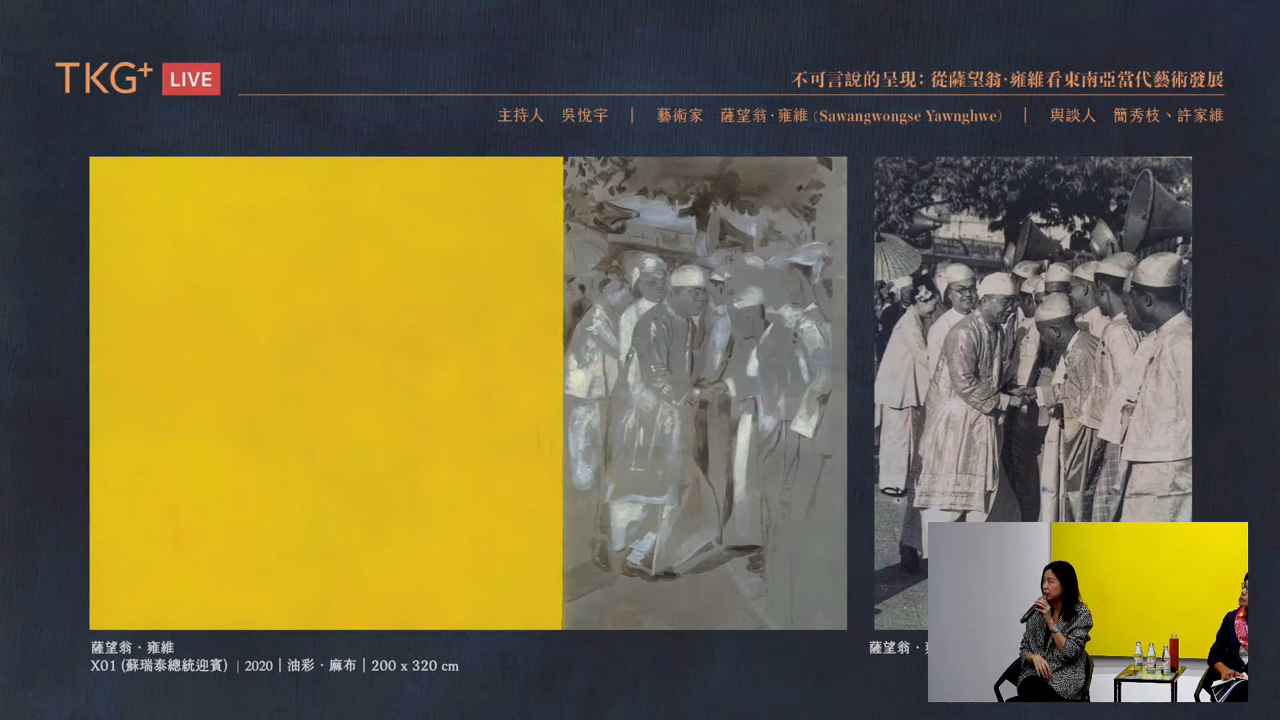 TKG+ LIVE
不可言說的呈現：從薩望翁·雍維看東南亞當代藝術發展
主持人 吳悅宇 ｜ 藝術家 薩望翁·雍維 (Sawangwongse Yawnghwe) ｜ 與談人 簡秀枝、許家維
薩望翁·雍維
X01 (蘇瑞泰總統迎賓)｜2020｜油彩·麻布｜200 x 320 cm
薩望翁·